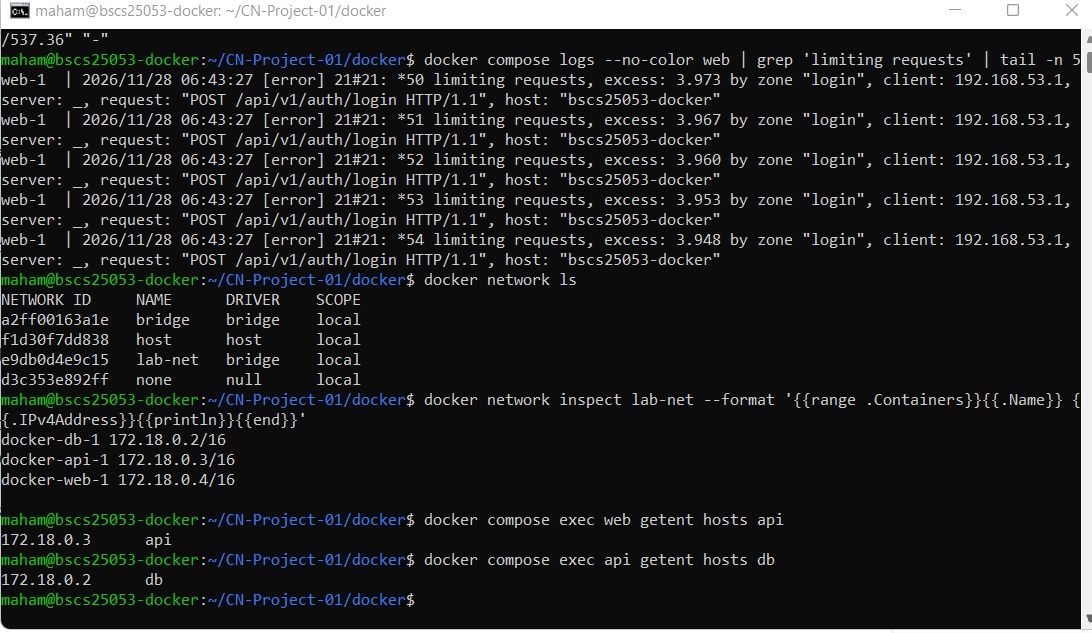 maham@bscs25053-docker: ~/CN-Project-01/docker
/537.36" "-"
maham@bscs25053-docker:~/CN-Project-01/docker$ docker compose logs --no-color web | grep 'limiting requests' | tail -n 5
web-1  | 2026/11/28 06:43:27 [error] 21#21: *50 limiting requests, excess: 3.973 by zone "login", client: 192.168.53.1,
server: _, request: "POST /api/v1/auth/login HTTP/1.1", host: "bscs25053-docker"
web-1  | 2026/11/28 06:43:27 [error] 21#21: *51 limiting requests, excess: 3.967 by zone "login", client: 192.168.53.1,
server: _, request: "POST /api/v1/auth/login HTTP/1.1", host: "bscs25053-docker"
web-1  | 2026/11/28 06:43:27 [error] 21#21: *52 limiting requests, excess: 3.960 by zone "login", client: 192.168.53.1,
server: _, request: "POST /api/v1/auth/login HTTP/1.1", host: "bscs25053-docker"
web-1  | 2026/11/28 06:43:27 [error] 21#21: *53 limiting requests, excess: 3.953 by zone "login", client: 192.168.53.1,
server: _, request: "POST /api/v1/auth/login HTTP/1.1", host: "bscs25053-docker"
web-1  | 2026/11/28 06:43:27 [error] 21#21: *54 limiting requests, excess: 3.948 by zone "login", client: 192.168.53.1,
server: _, request: "POST /api/v1/auth/login HTTP/1.1", host: "bscs25053-docker"
maham@bscs25053-docker:~/CN-Project-01/docker$ docker network ls
NETWORK ID     NAME      DRIVER    SCOPE
a2ff00163a1e   bridge    bridge    local
f1d30f7dd838   host      host      local
e9db0d4e9c15   lab-net   bridge    local
d3c353e892ff   none      null      local
maham@bscs25053-docker:~/CN-Project-01/docker$ docker network inspect lab-net --format '{{range .Containers}}{{.Name}} {
{.IPv4Address}}{{println}}{{end}}'
docker-db-1 172.18.0.2/16
docker-api-1 172.18.0.3/16
docker-web-1 172.18.0.4/16
maham@bscs25053-docker:~/CN-Project-01/docker$ docker compose exec web getent hosts api
172.18.0.3      api
maham@bscs25053-docker:~/CN-Project-01/docker$ docker compose exec api getent hosts db
172.18.0.2      db
maham@bscs25053-docker:~/CN-Project-01/docker$